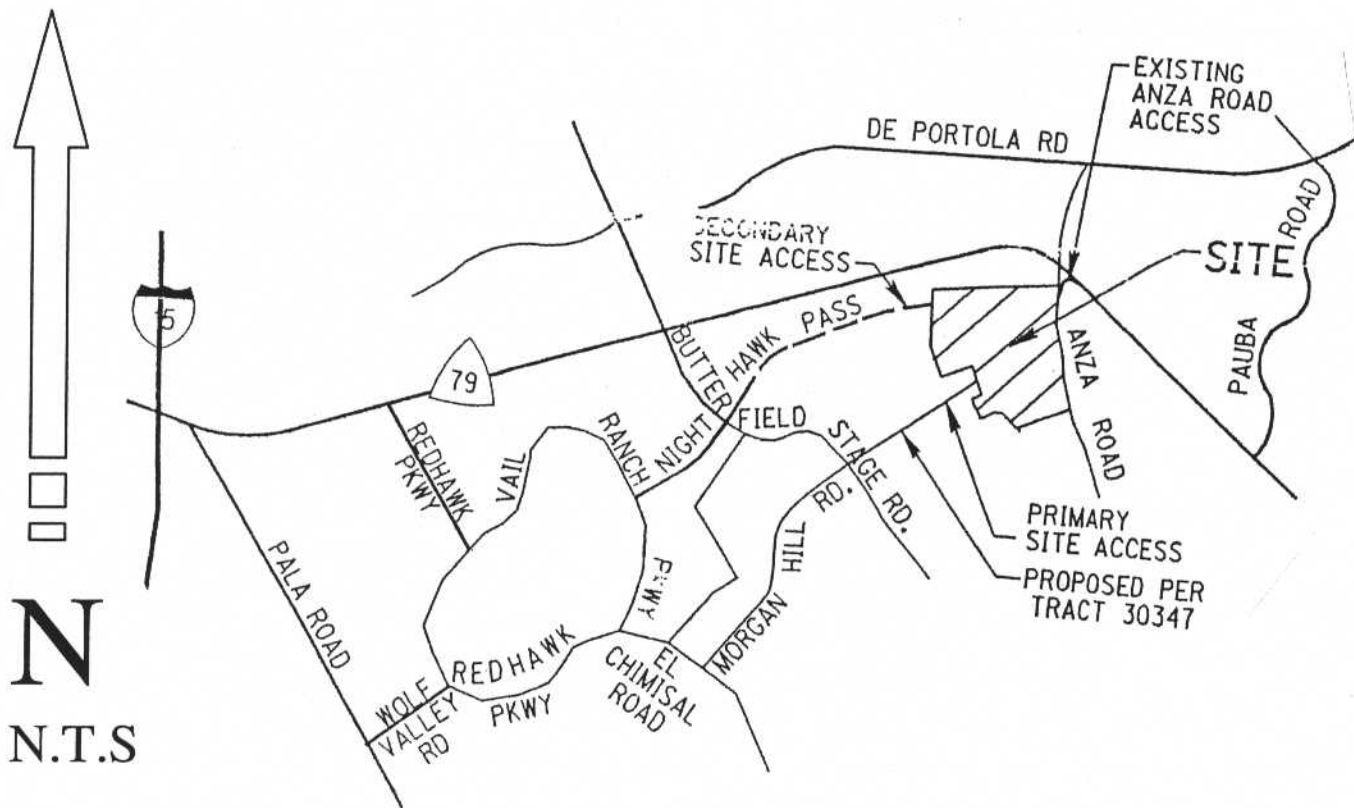 EXISTING
ANZA ROAD
ACCESS
DE PORTOLA RD
SECONDARY
SITE ACCESS
SITE
PAUBA ROAD
15
79
BUTTER FIELD STAGE RD.
NIGHT HAWK PASS
ANZA ROAD
REDHAWK
PKWY
VAIL RANCH PKWY
PRIMARY
SITE ACCESS
PROPOSED PER
TRACT 30347
MORGAN HILL RD.
PALA ROAD
N
N.T.S
WOLF
VALLEY
RD
REDHAWK
PKWY
EL
CHIMISAL
ROAD